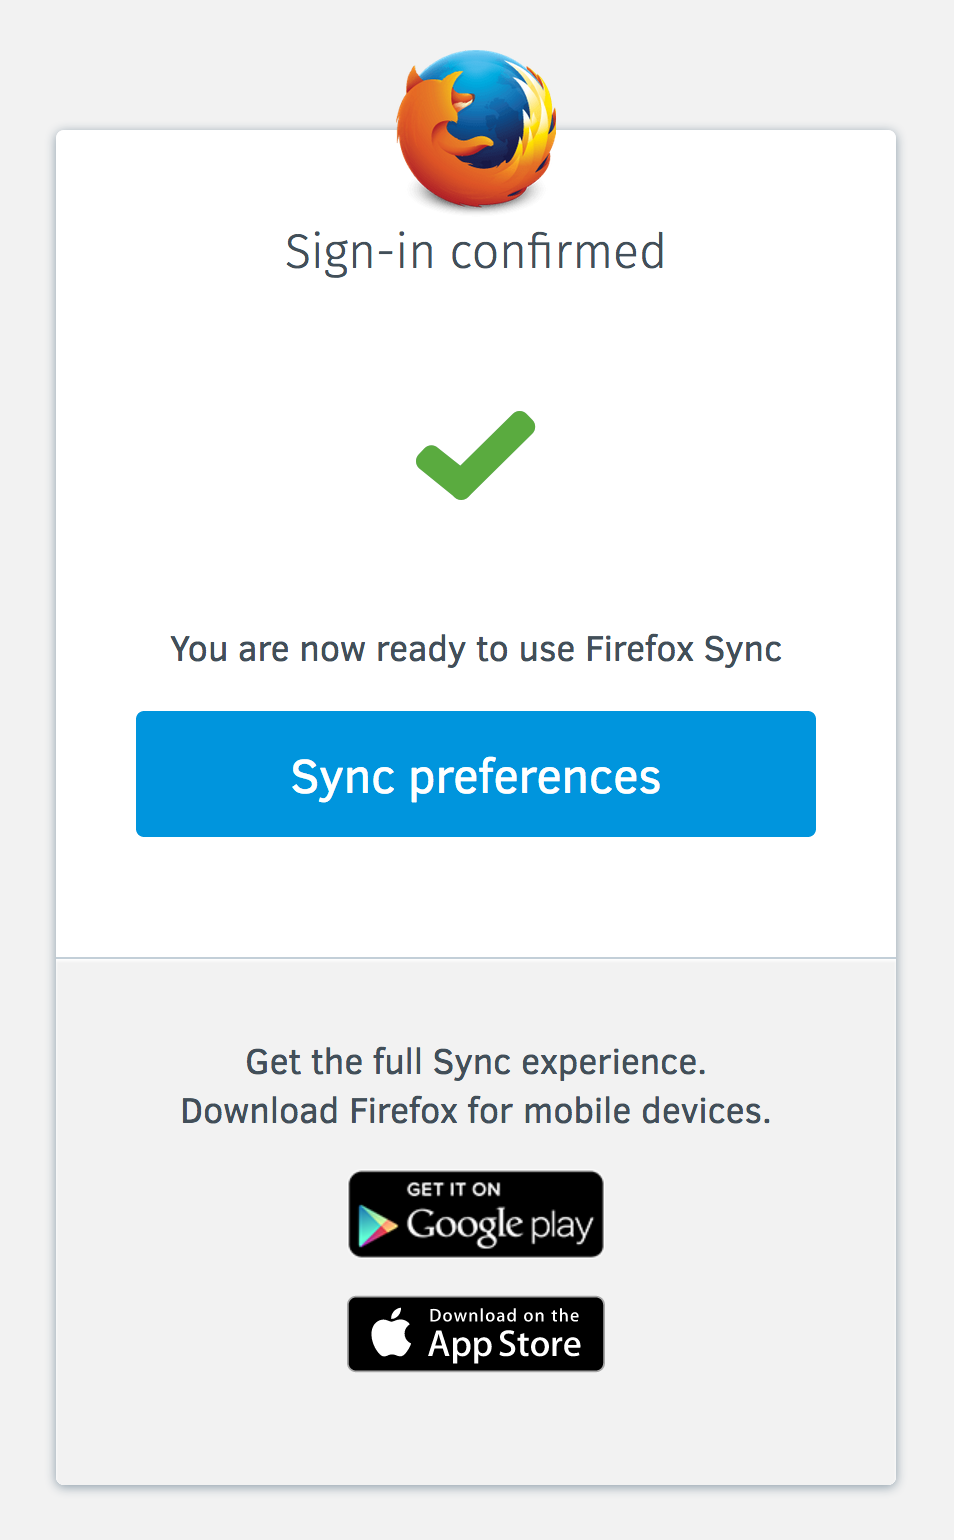 Sign-in confirmed
You are now ready to use Firefox Sync
Sync preferences
Get the full Sync experience.
Download Firefox for mobile devices.
GET IT ON
Google play
Download on the
App Store